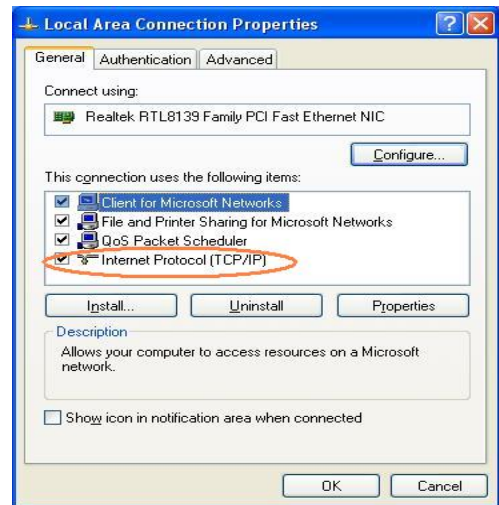 Local Area Connection Properties
General Authentication Advanced
Connect using:
Realtek RTL8139 Family PCI Fast Ethernet NIC
Configure...
This connection uses the following items:
Client for Microsoft Networks
File and Printer Sharing for Microsoft Networks
QoS Packet Scheduler
Internet Protocol (TCP/IP)
Install... Uninstall Properties
Description
Allows your computer to access resources on a Microsoft
network.
Show icon in notification area when connected
OK Cancel